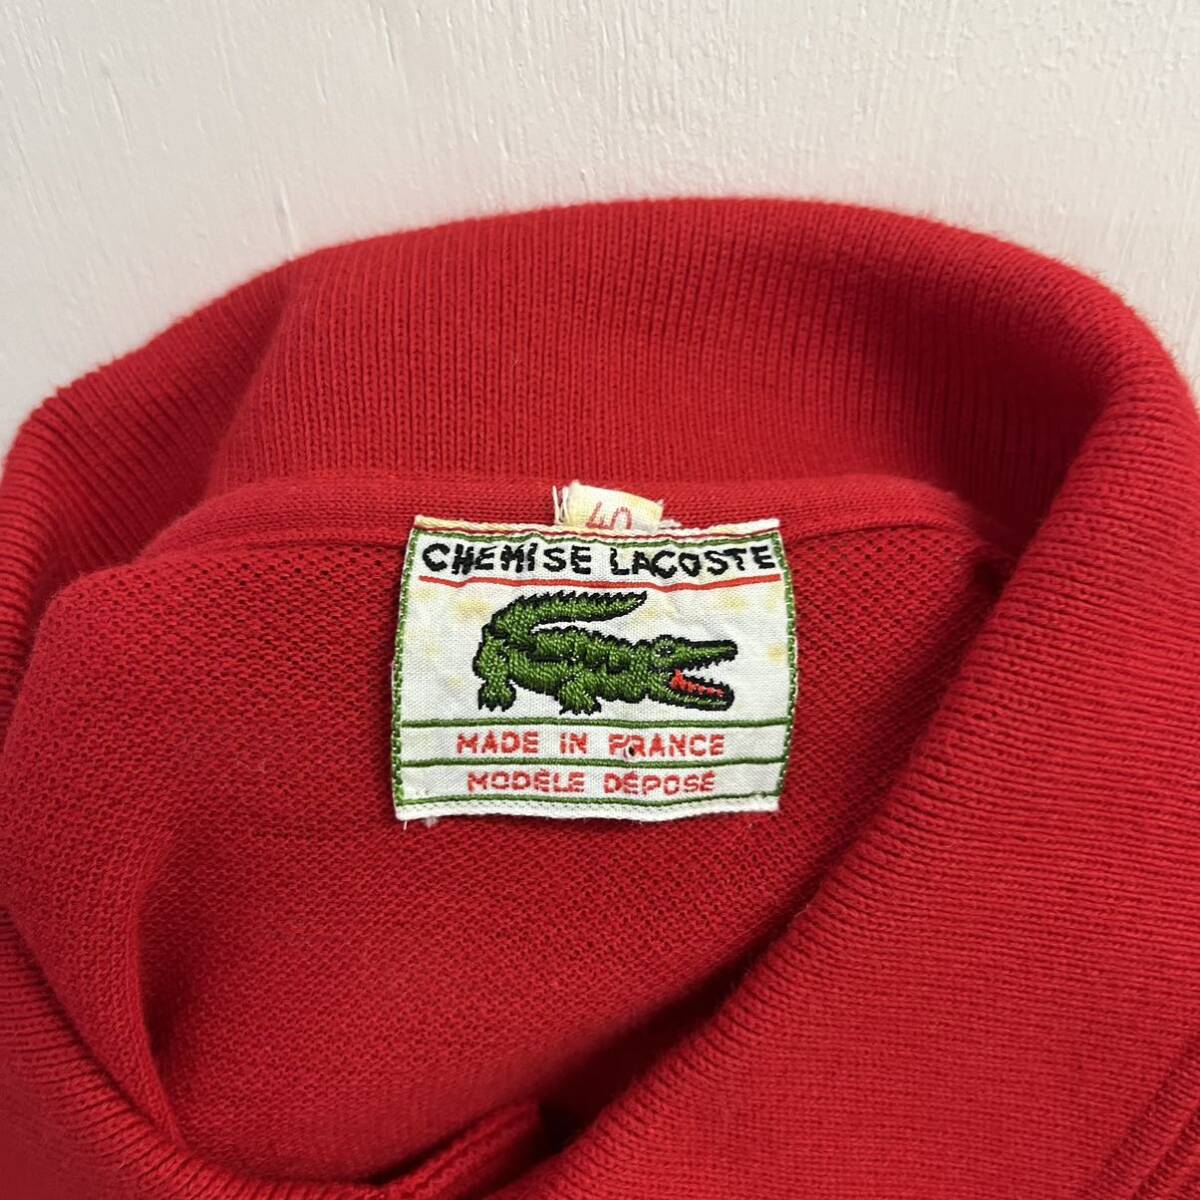 40
CHEMISE LACOSTE
MADE IN FRANCE
MODÈLE DÉPOSÉ